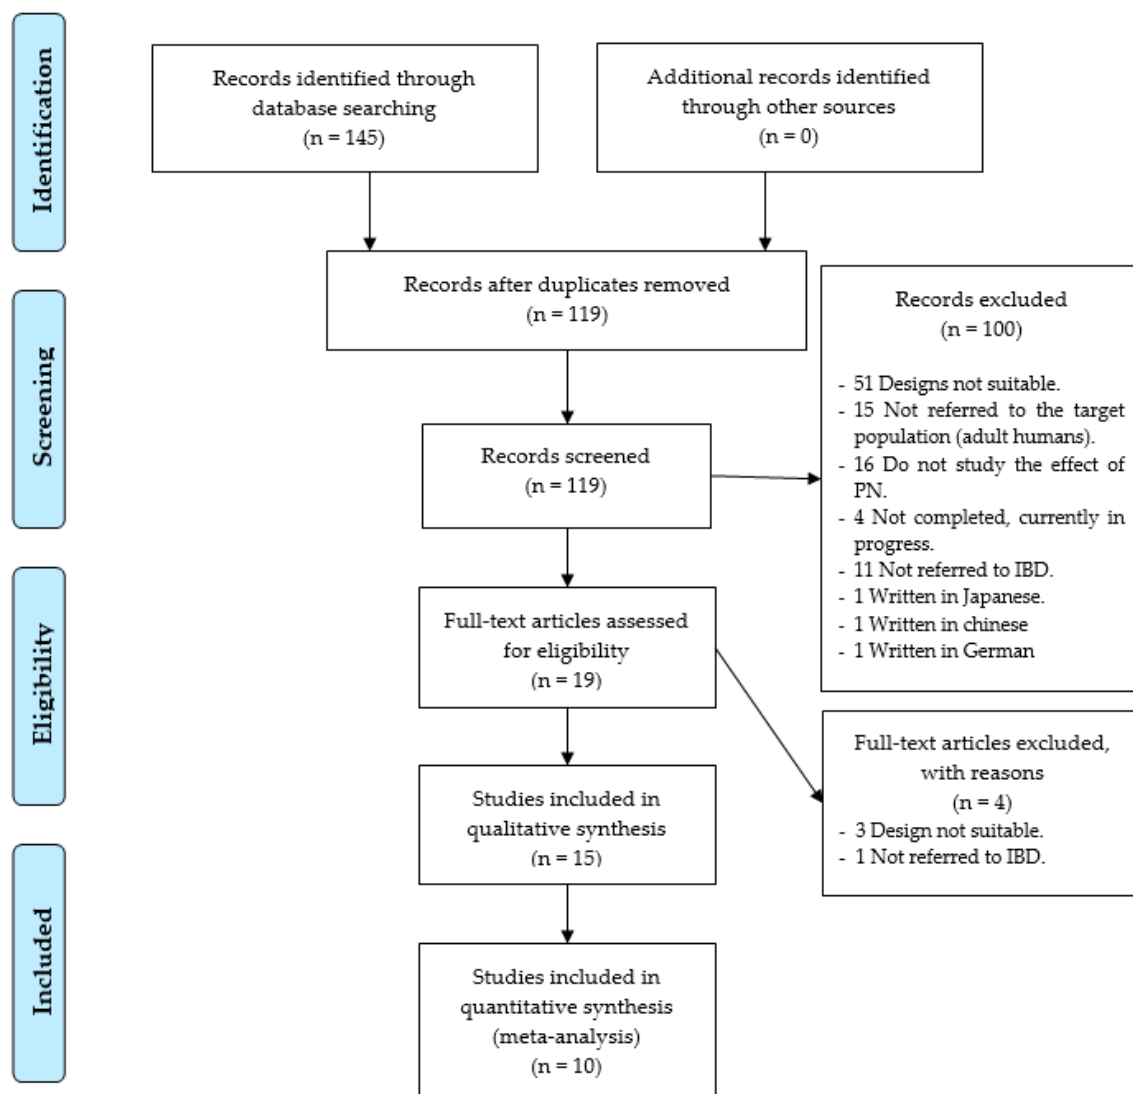 Identification
Records identified through
database searching
(n = 145)
Additional records identified
through other sources
(n = 0)
Screening
Records after duplicates removed
(n = 119)
Records screened
(n = 119)
Records excluded
(n = 100)
- 51 Designs not suitable.
- 15 Not referred to the target
population (adult humans).
- 16 Do not study the effect of
PN.
- 4 Not completed, currently in
progress.
- 11 Not referred to IBD.
- 1 Written in Japanese.
- 1 Written in chinese
- 1 Written in German
Eligibility
Full-text articles assessed
for eligibility
(n = 19)
Full-text articles excluded,
with reasons
(n = 4)
- 3 Design not suitable.
- 1 Not referred to IBD.
Studies included in
qualitative synthesis
(n = 15)
Included
Studies included in
quantitative synthesis
(meta-analysis)
(n = 10)